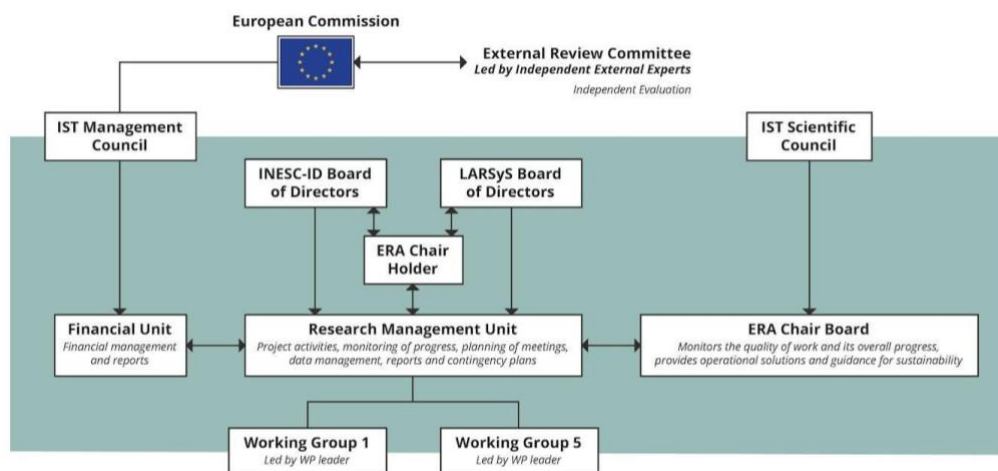 European Commission
External Review Committee
Led by Independent External Experts
Independent Evaluation
IST Management
Council
IST Scientific
Council
INESC-ID Board
of Directors
LARSyS Board
of Directors
ERA Chair
Holder
Financial Unit
Financial management
and reports
Research Management Unit
Project activities, monitoring of progress, planning of meetings,
data management, reports and contingency plans
ERA Chair Board
Monitors the quality of work and its overall progress,
provides operational solutions and guidance for sustainability
Working Group 1
Led by WP leader
Working Group 5
Led by WP leader